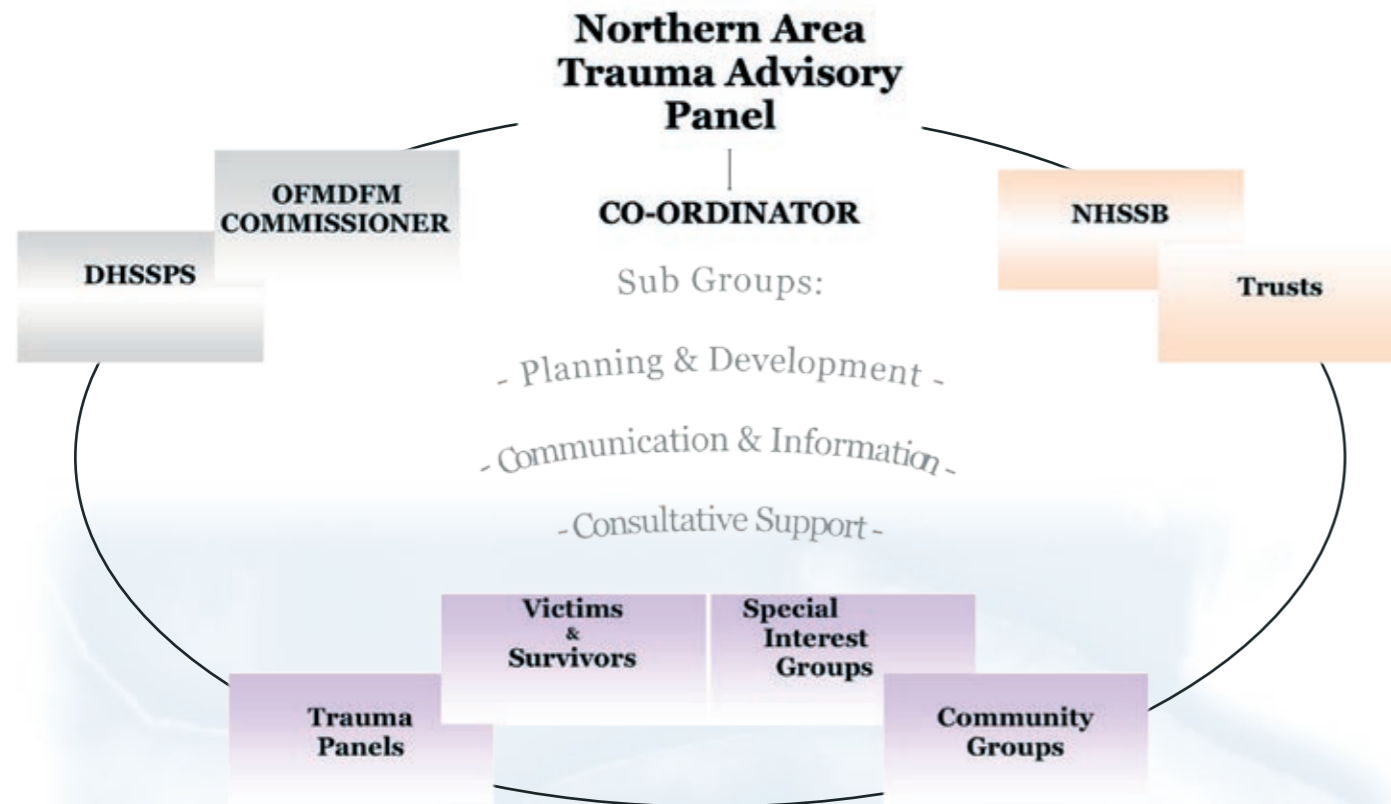 Northern Area
Trauma Advisory
Panel
OFMDFM
COMMISSIONER
DHSSPS
CO-ORDINATOR
NHSSB
Trusts
Sub Groups:
- Planning & Development -
- Communication & Information -
- Consultative Support -
Victims
&
Survivors
Special
Interest
Groups
Trauma
Panels
Community
Groups